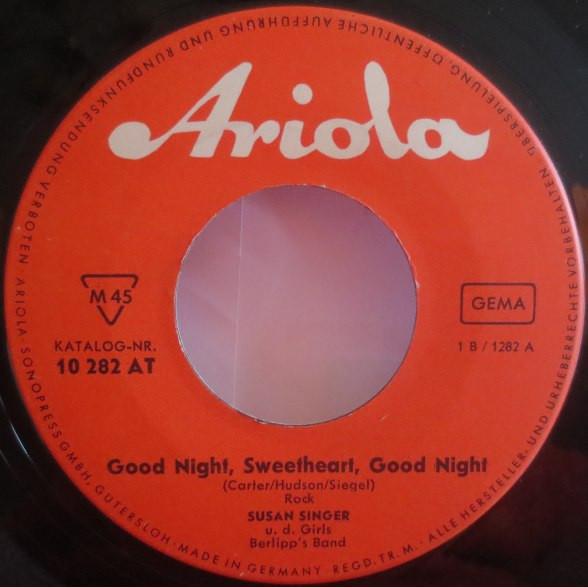 Ariola
M 45
KATALOG-NR.
10 282 AT
GEMA
1 B / 1282 A
Good Night, Sweetheart, Good Night
(Carter/Hudson/Siegel)
Rock
SUSAN SINGER
u. d. Girls
Berlipp's Band
ARIOLA - SONOPRESS GMBH, GÜTERSLOH · MADE IN GERMANY · REGD. TR. M. · ALLE HERSTELLER- UND URHEBERRECHTE VORBEHALTEN · ÜBERSPIELUNG, ÖFFENTLICHE AUFFÜHRUNG UND RUNDFUNKSENDUNG VERBOTEN ·